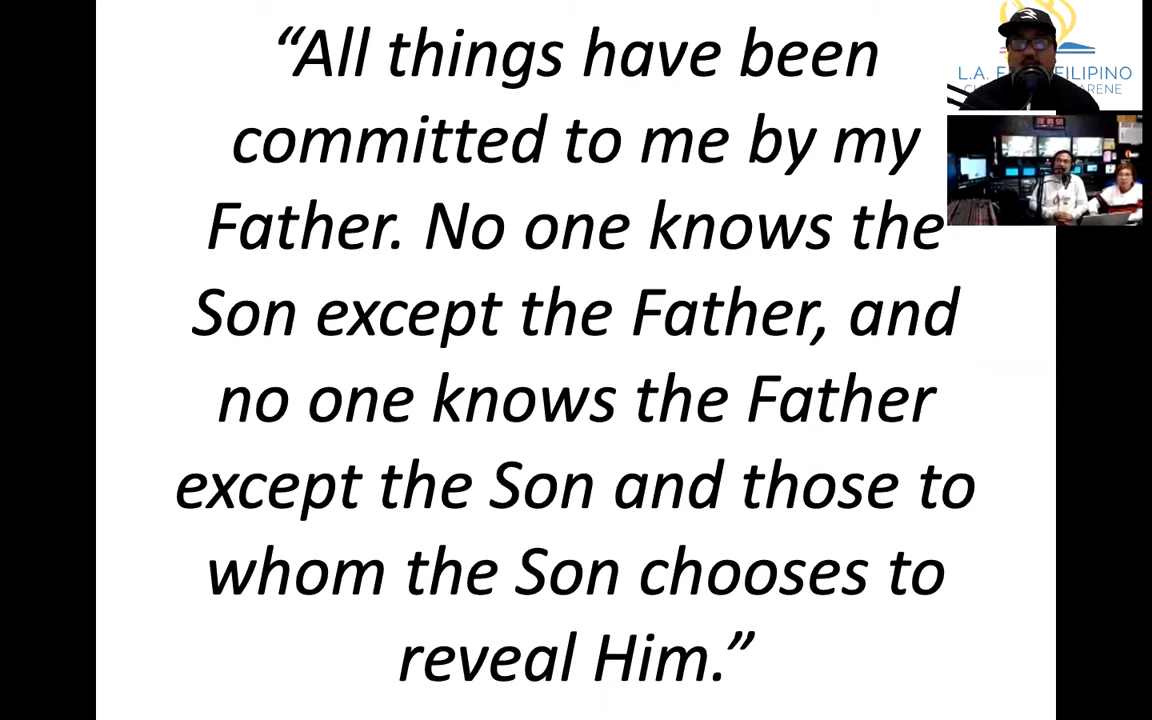 “All things have been
committed to me by my
Father. No one knows the
Son except the Father, and
no one knows the Father
except the Son and those to
whom the Son chooses to
reveal Him.”
L.A. FILIPINO